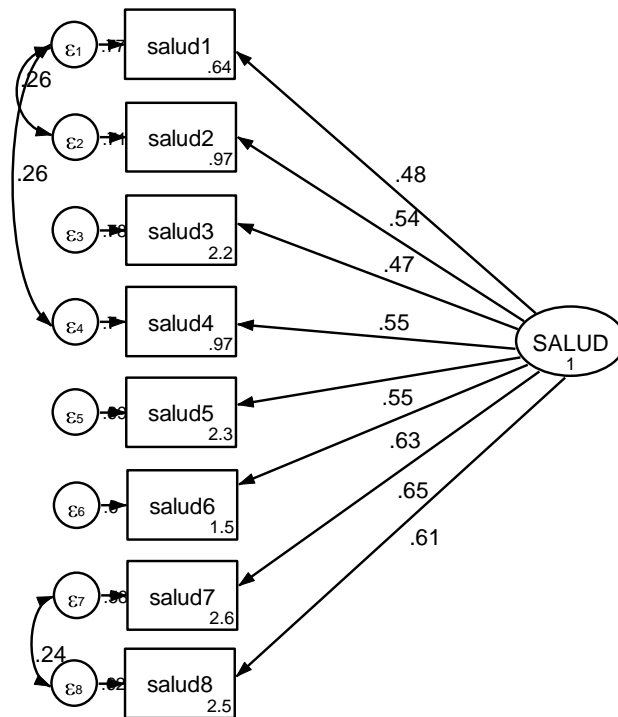 ε1
salud1
.64
.26
.48
ε2
salud2
.97
.54
.26
ε3
salud3
2.2
.47
ε4
salud4
.97
.55
SALUD
1
ε5
salud5
2.3
.55
.63
ε6
salud6
1.5
.65
.61
ε7
salud7
2.6
.24
ε8
salud8
2.5